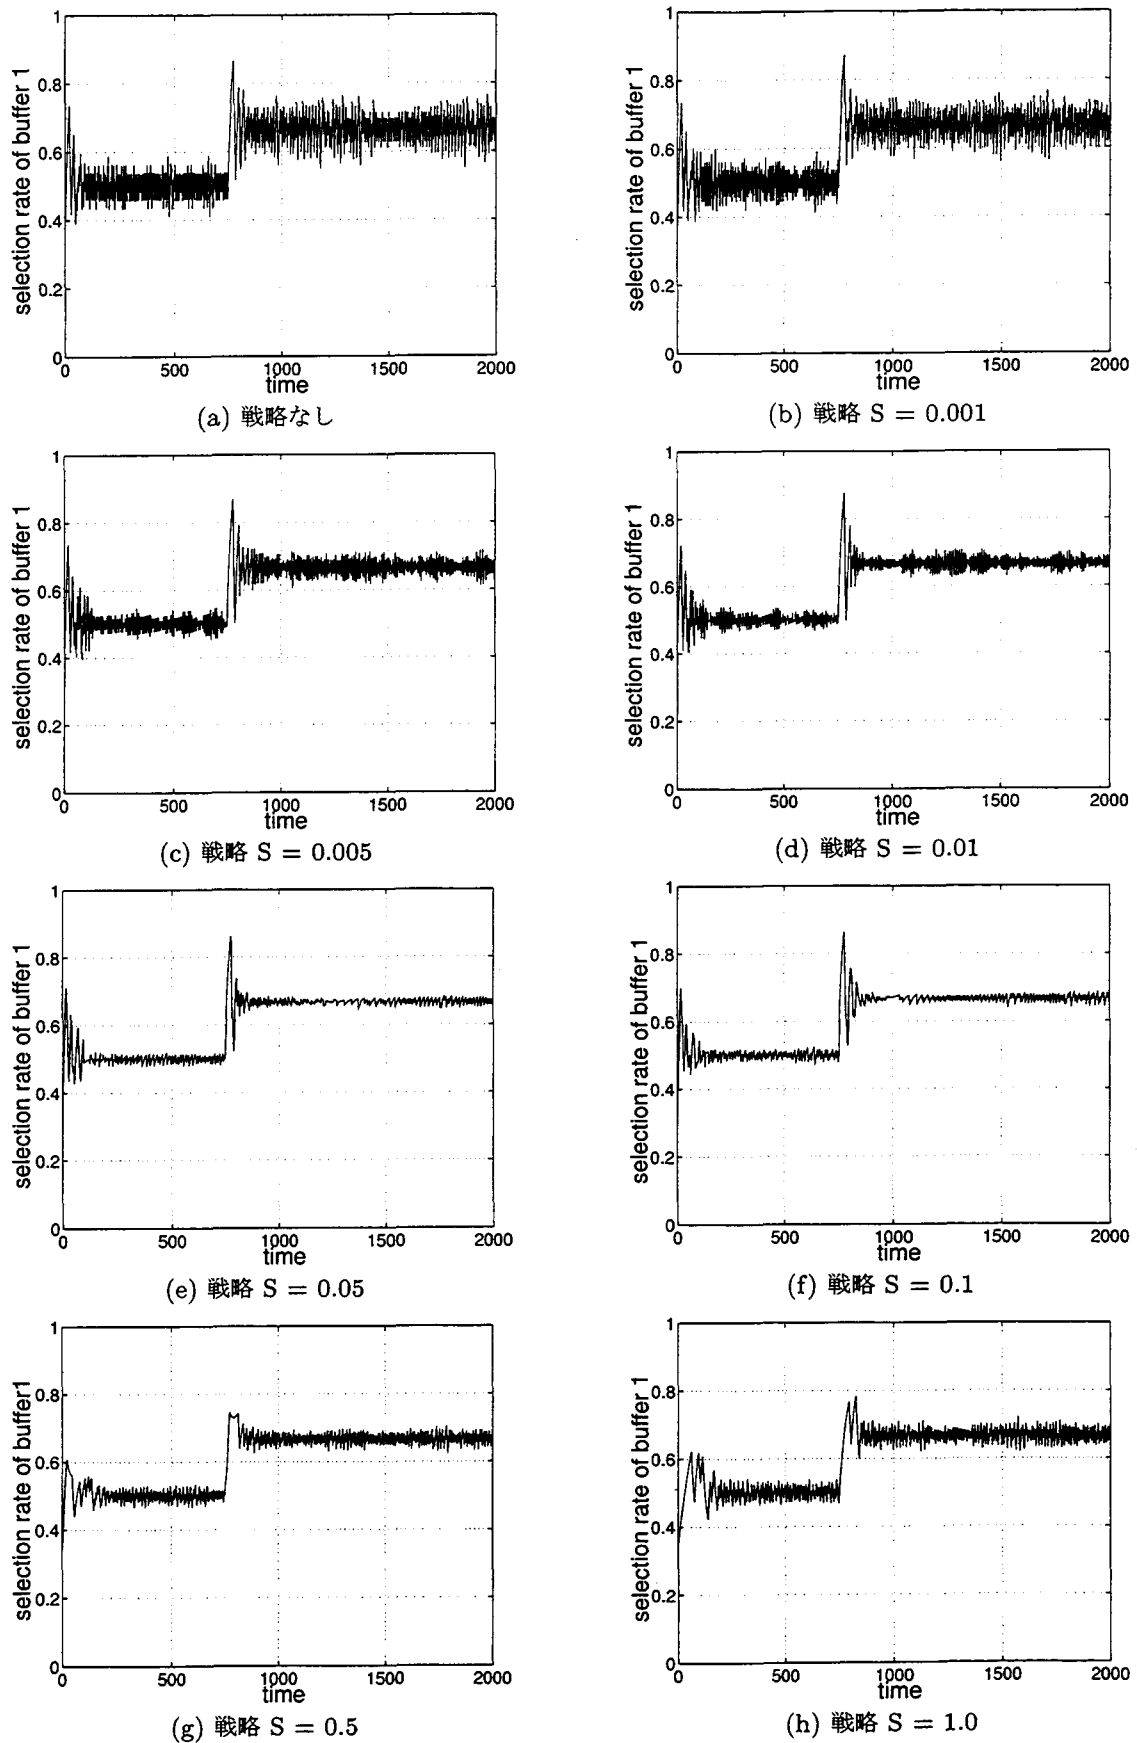 selection rate of buffer 1
1
0.8
0.6
0.4
0.2
0
0 500 1000 1500 2000
time
(a) 戦略なし
selection rate of buffer 1
1
0.8
0.6
0.4
0.2
0
0 500 1000 1500 2000
time
(b) 戦略 S = 0.001
selection rate of buffer 1
1
0.8
0.6
0.4
0.2
0
0 500 1000 1500 2000
time
(c) 戦略 S = 0.005
selection rate of buffer 1
1
0.8
0.6
0.4
0.2
0
0 500 1000 1500 2000
time
(d) 戦略 S = 0.01
selection rate of buffer 1
1
0.8
0.6
0.4
0.2
0
0 500 1000 1500 2000
time
(e) 戦略 S = 0.05
selection rate of buffer 1
1
0.8
0.6
0.4
0.2
0
0 500 1000 1500 2000
time
(f) 戦略 S = 0.1
selection rate of buffer1
1
0.8
0.6
0.4
0.2
0
0 500 1000 1500 2000
time
(g) 戦略 S = 0.5
selection rate of buffer 1
1
0.8
0.6
0.4
0.2
0
0 500 1000 1500 2000
time
(h) 戦略 S = 1.0